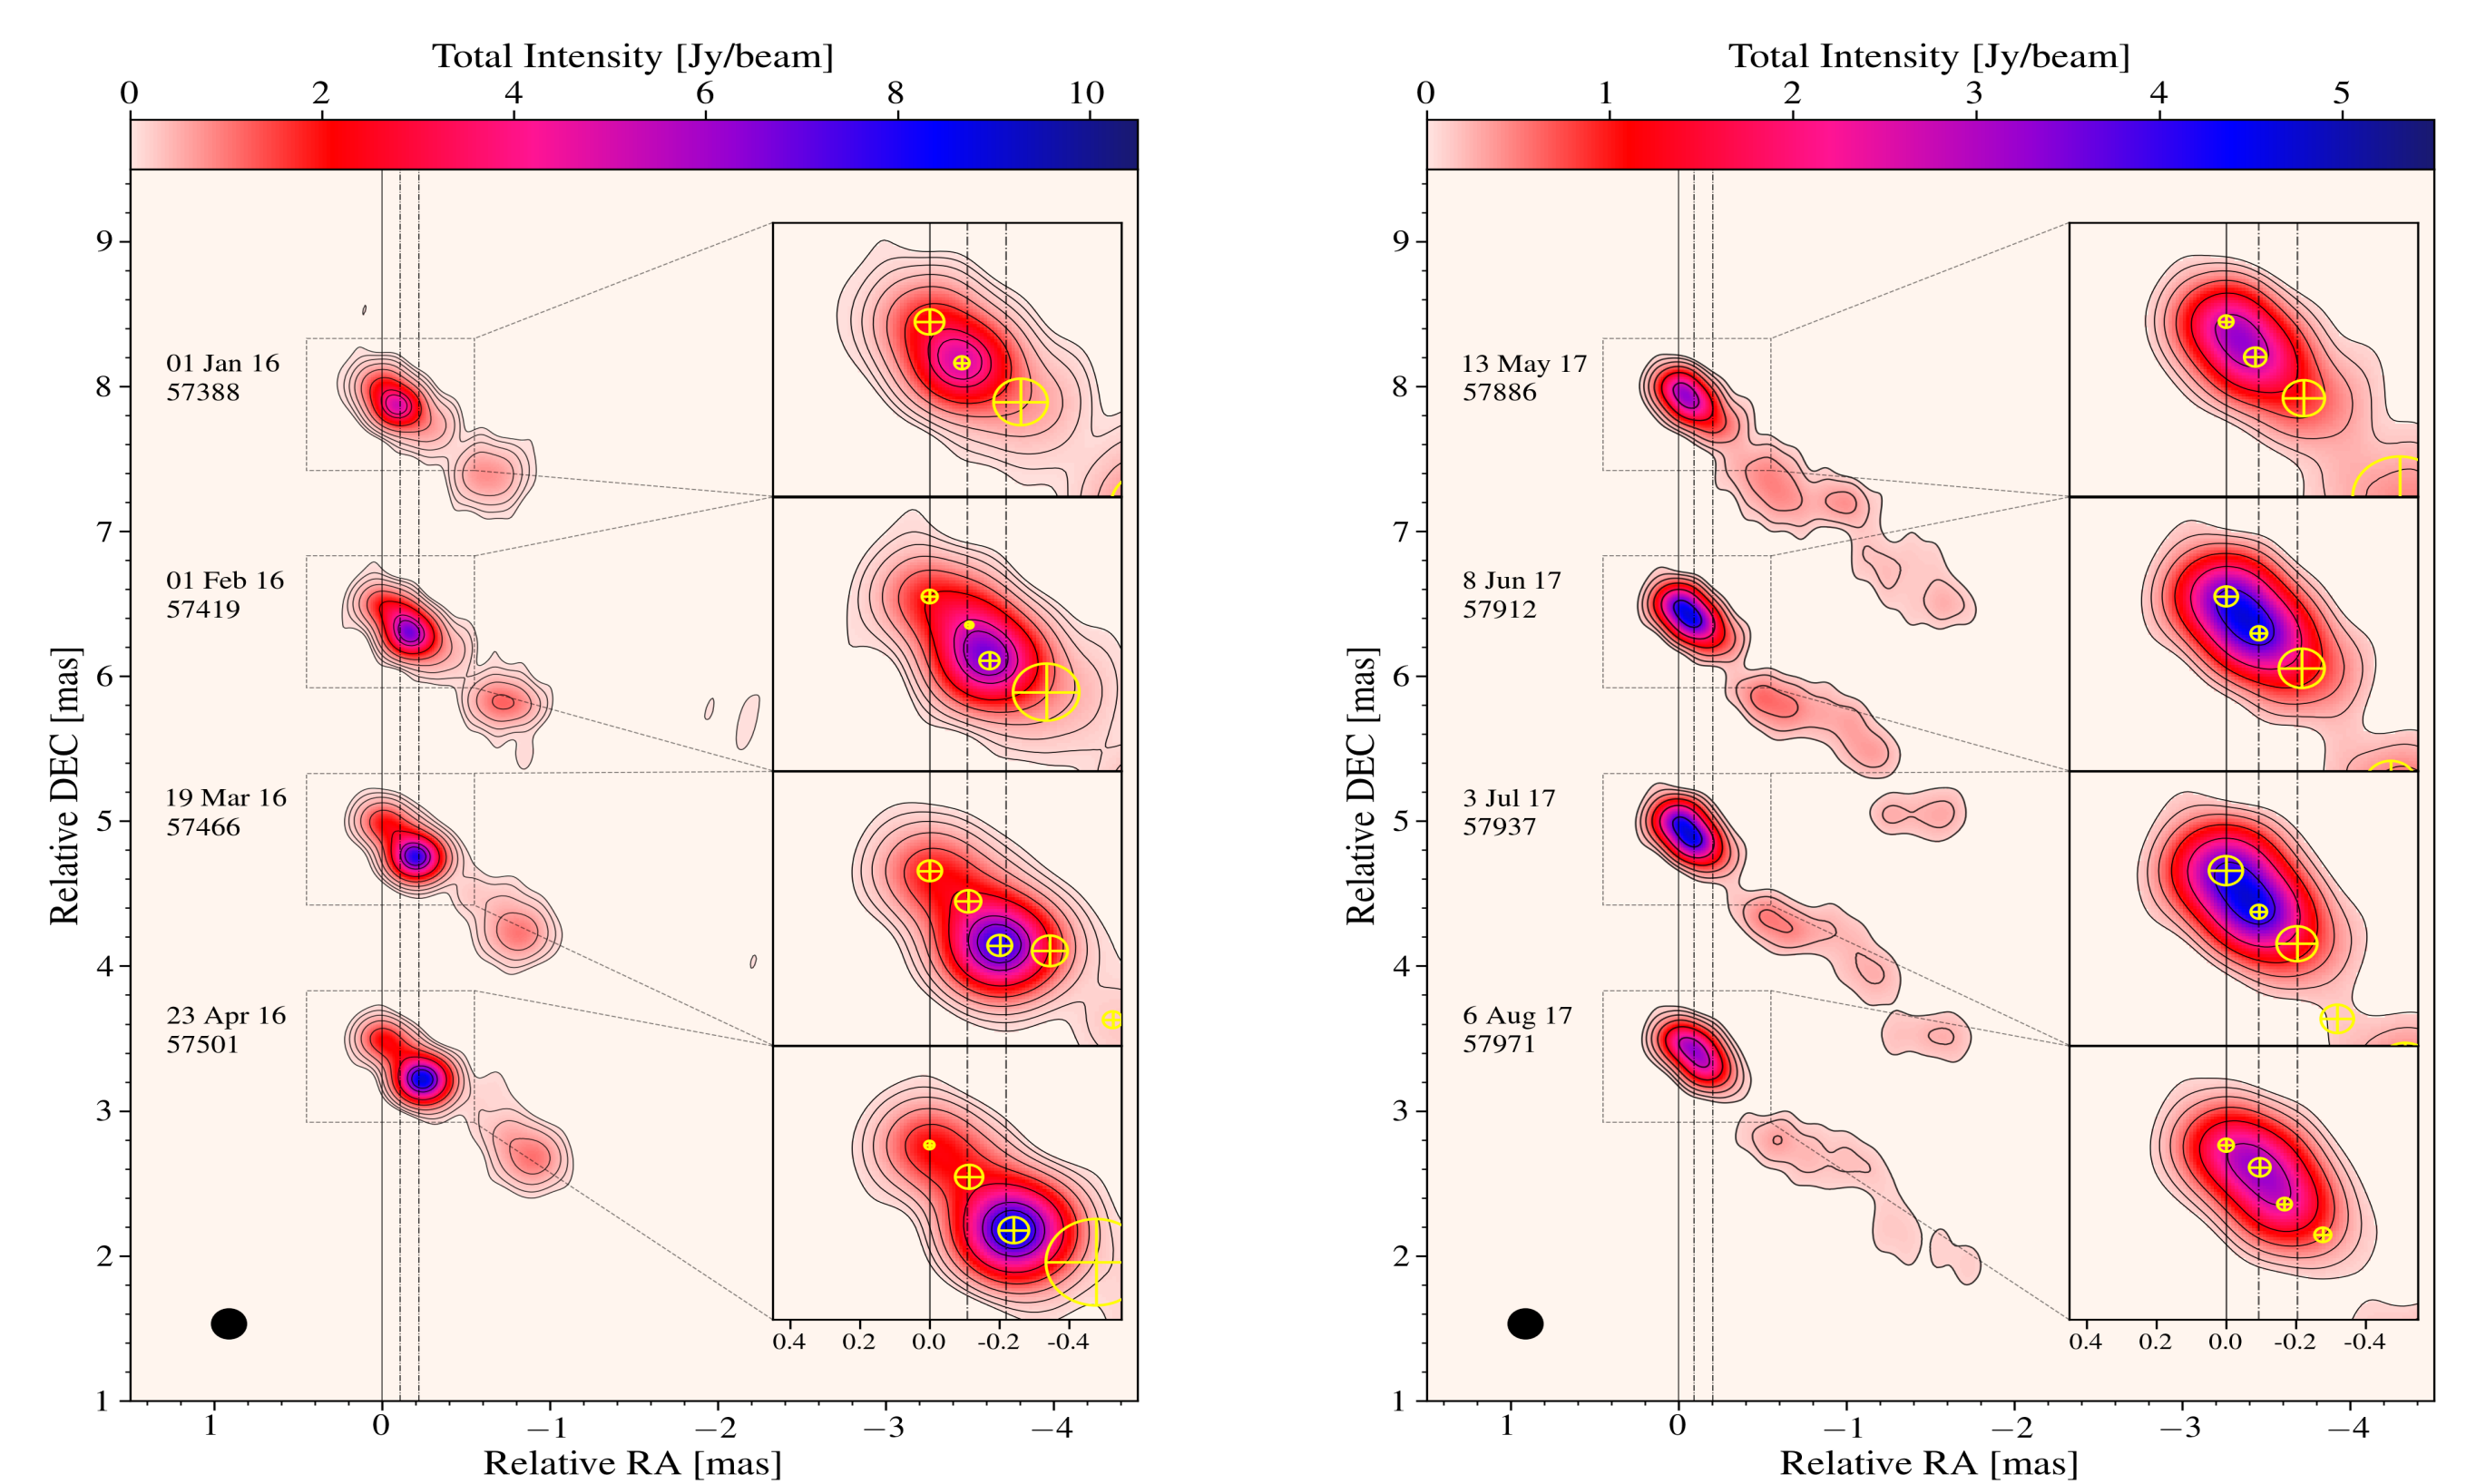 Total Intensity [Jy/beam]
0 2 4 6 8 10
9
8
7
6
5
4
3
2
1
Relative DEC [mas]
01 Jan 16
57388
01 Feb 16
57419
19 Mar 16
57466
23 Apr 16
57501
0.4 0.2 0.0 -0.2 -0.4
1 0 −1 −2 −3 −4
Relative RA [mas]
Total Intensity [Jy/beam]
0 1 2 3 4 5
9
8
7
6
5
4
3
2
1
Relative DEC [mas]
13 May 17
57886
8 Jun 17
57912
3 Jul 17
57937
6 Aug 17
57971
0.4 0.2 0.0 -0.2 -0.4
1 0 −1 −2 −3 −4
Relative RA [mas]